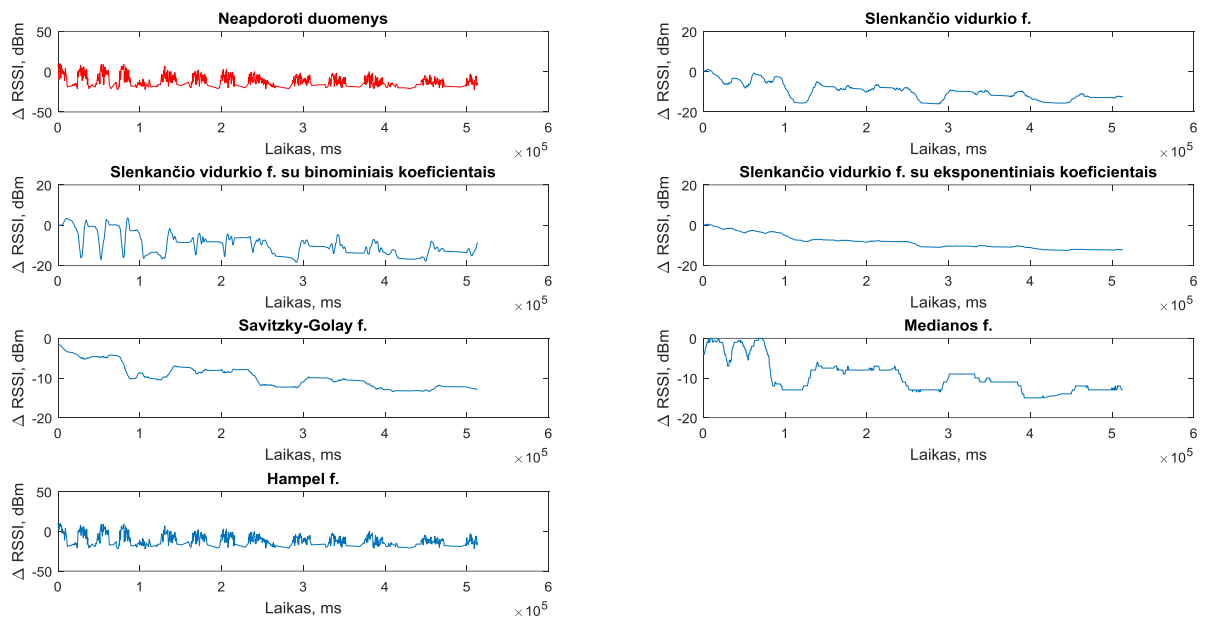 Neapdoroti duomenys
50
0
-50
Δ RSSI, dBm
0 1 2 3 4 5 6
Laikas, ms
×10^5
Slenkančio vidurkio f.
20
0
-20
Δ RSSI, dBm
0 1 2 3 4 5 6
Laikas, ms
×10^5
Slenkančio vidurkio f. su binominiais koeficientais
20
0
-20
Δ RSSI, dBm
0 1 2 3 4 5 6
Laikas, ms
×10^5
Slenkančio vidurkio f. su eksponentiniais koeficientais
20
0
-20
Δ RSSI, dBm
0 1 2 3 4 5 6
Laikas, ms
×10^5
Savitzky-Golay f.
0
-10
-20
Δ RSSI, dBm
0 1 2 3 4 5 6
Laikas, ms
×10^5
Medianos f.
0
-10
-20
Δ RSSI, dBm
0 1 2 3 4 5 6
Laikas, ms
×10^5
Hampel f.
50
0
-50
Δ RSSI, dBm
0 1 2 3 4 5 6
Laikas, ms
×10^5